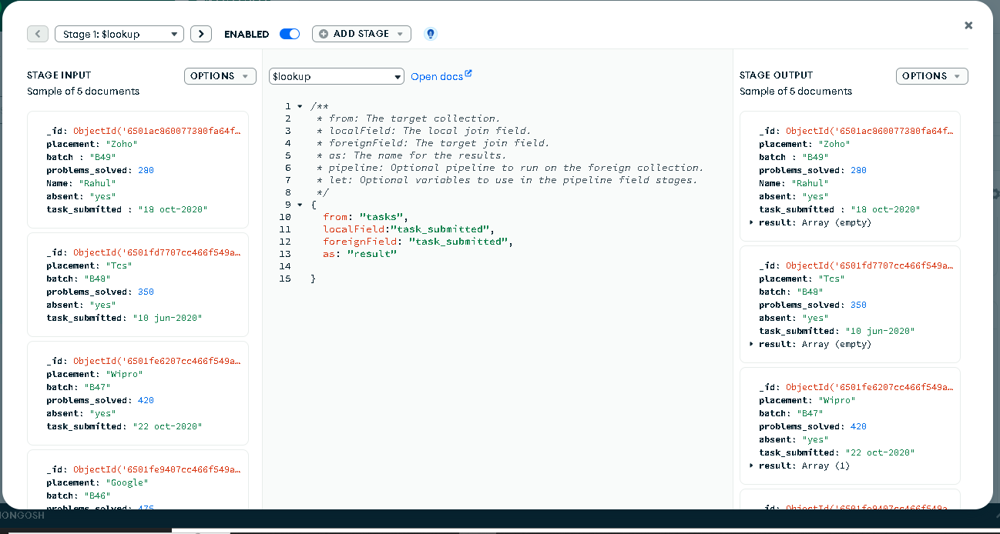 Stage 1: $lookup
ENABLED
ADD STAGE
STAGE INPUT
OPTIONS
Sample of 5 documents
_id: ObjectId('6501ac860077380fa64f…
placement: "Zoho"
batch : "B49"
problems_solved: 280
Name: "Rahul"
absent: "yes"
task_submitted : "18 oct-2020"
_id: ObjectId('6501fd7707cc466f549a…
placement: "Tcs"
batch: "B48"
problems_solved: 350
absent: "yes"
task_submitted: "10 jun-2020"
_id: ObjectId('6501fe6207cc466f549a…
placement: "Wipro"
batch: "B47"
problems_solved: 420
absent: "yes"
task_submitted: "22 oct-2020"
_id: ObjectId('6501fe9407cc466f549a…
placement: "Google"
batch: "B46"
problems_solved: 475
$lookup
Open docs
1 /**
2 * from: The target collection.
3 * localField: The local join field.
4 * foreignField: The target join field.
5 * as: The name for the results.
6 * pipeline: Optional pipeline to run on the foreign collection.
7 * let: Optional variables to use in the pipeline field stages.
8 */
9 {
10 from: "tasks",
11 localField:"task_submitted",
12 foreignField: "task_submitted",
13 as: "result"
14
15 }
STAGE OUTPUT
OPTIONS
Sample of 5 documents
_id: ObjectId('6501ac860077380fa64f…
placement: "Zoho"
batch : "B49"
problems_solved: 280
Name: "Rahul"
absent: "yes"
task_submitted : "18 oct-2020"
result: Array (empty)
_id: ObjectId('6501fd7707cc466f549a…
placement: "Tcs"
batch: "B48"
problems_solved: 350
absent: "yes"
task_submitted: "10 jun-2020"
result: Array (empty)
_id: ObjectId('6501fe6207cc466f549a…
placement: "Wipro"
batch: "B47"
problems_solved: 420
absent: "yes"
task_submitted: "22 oct-2020"
result: Array (1)
_id: ObjectId('6501fe9407cc466f549a…
ONGOSH